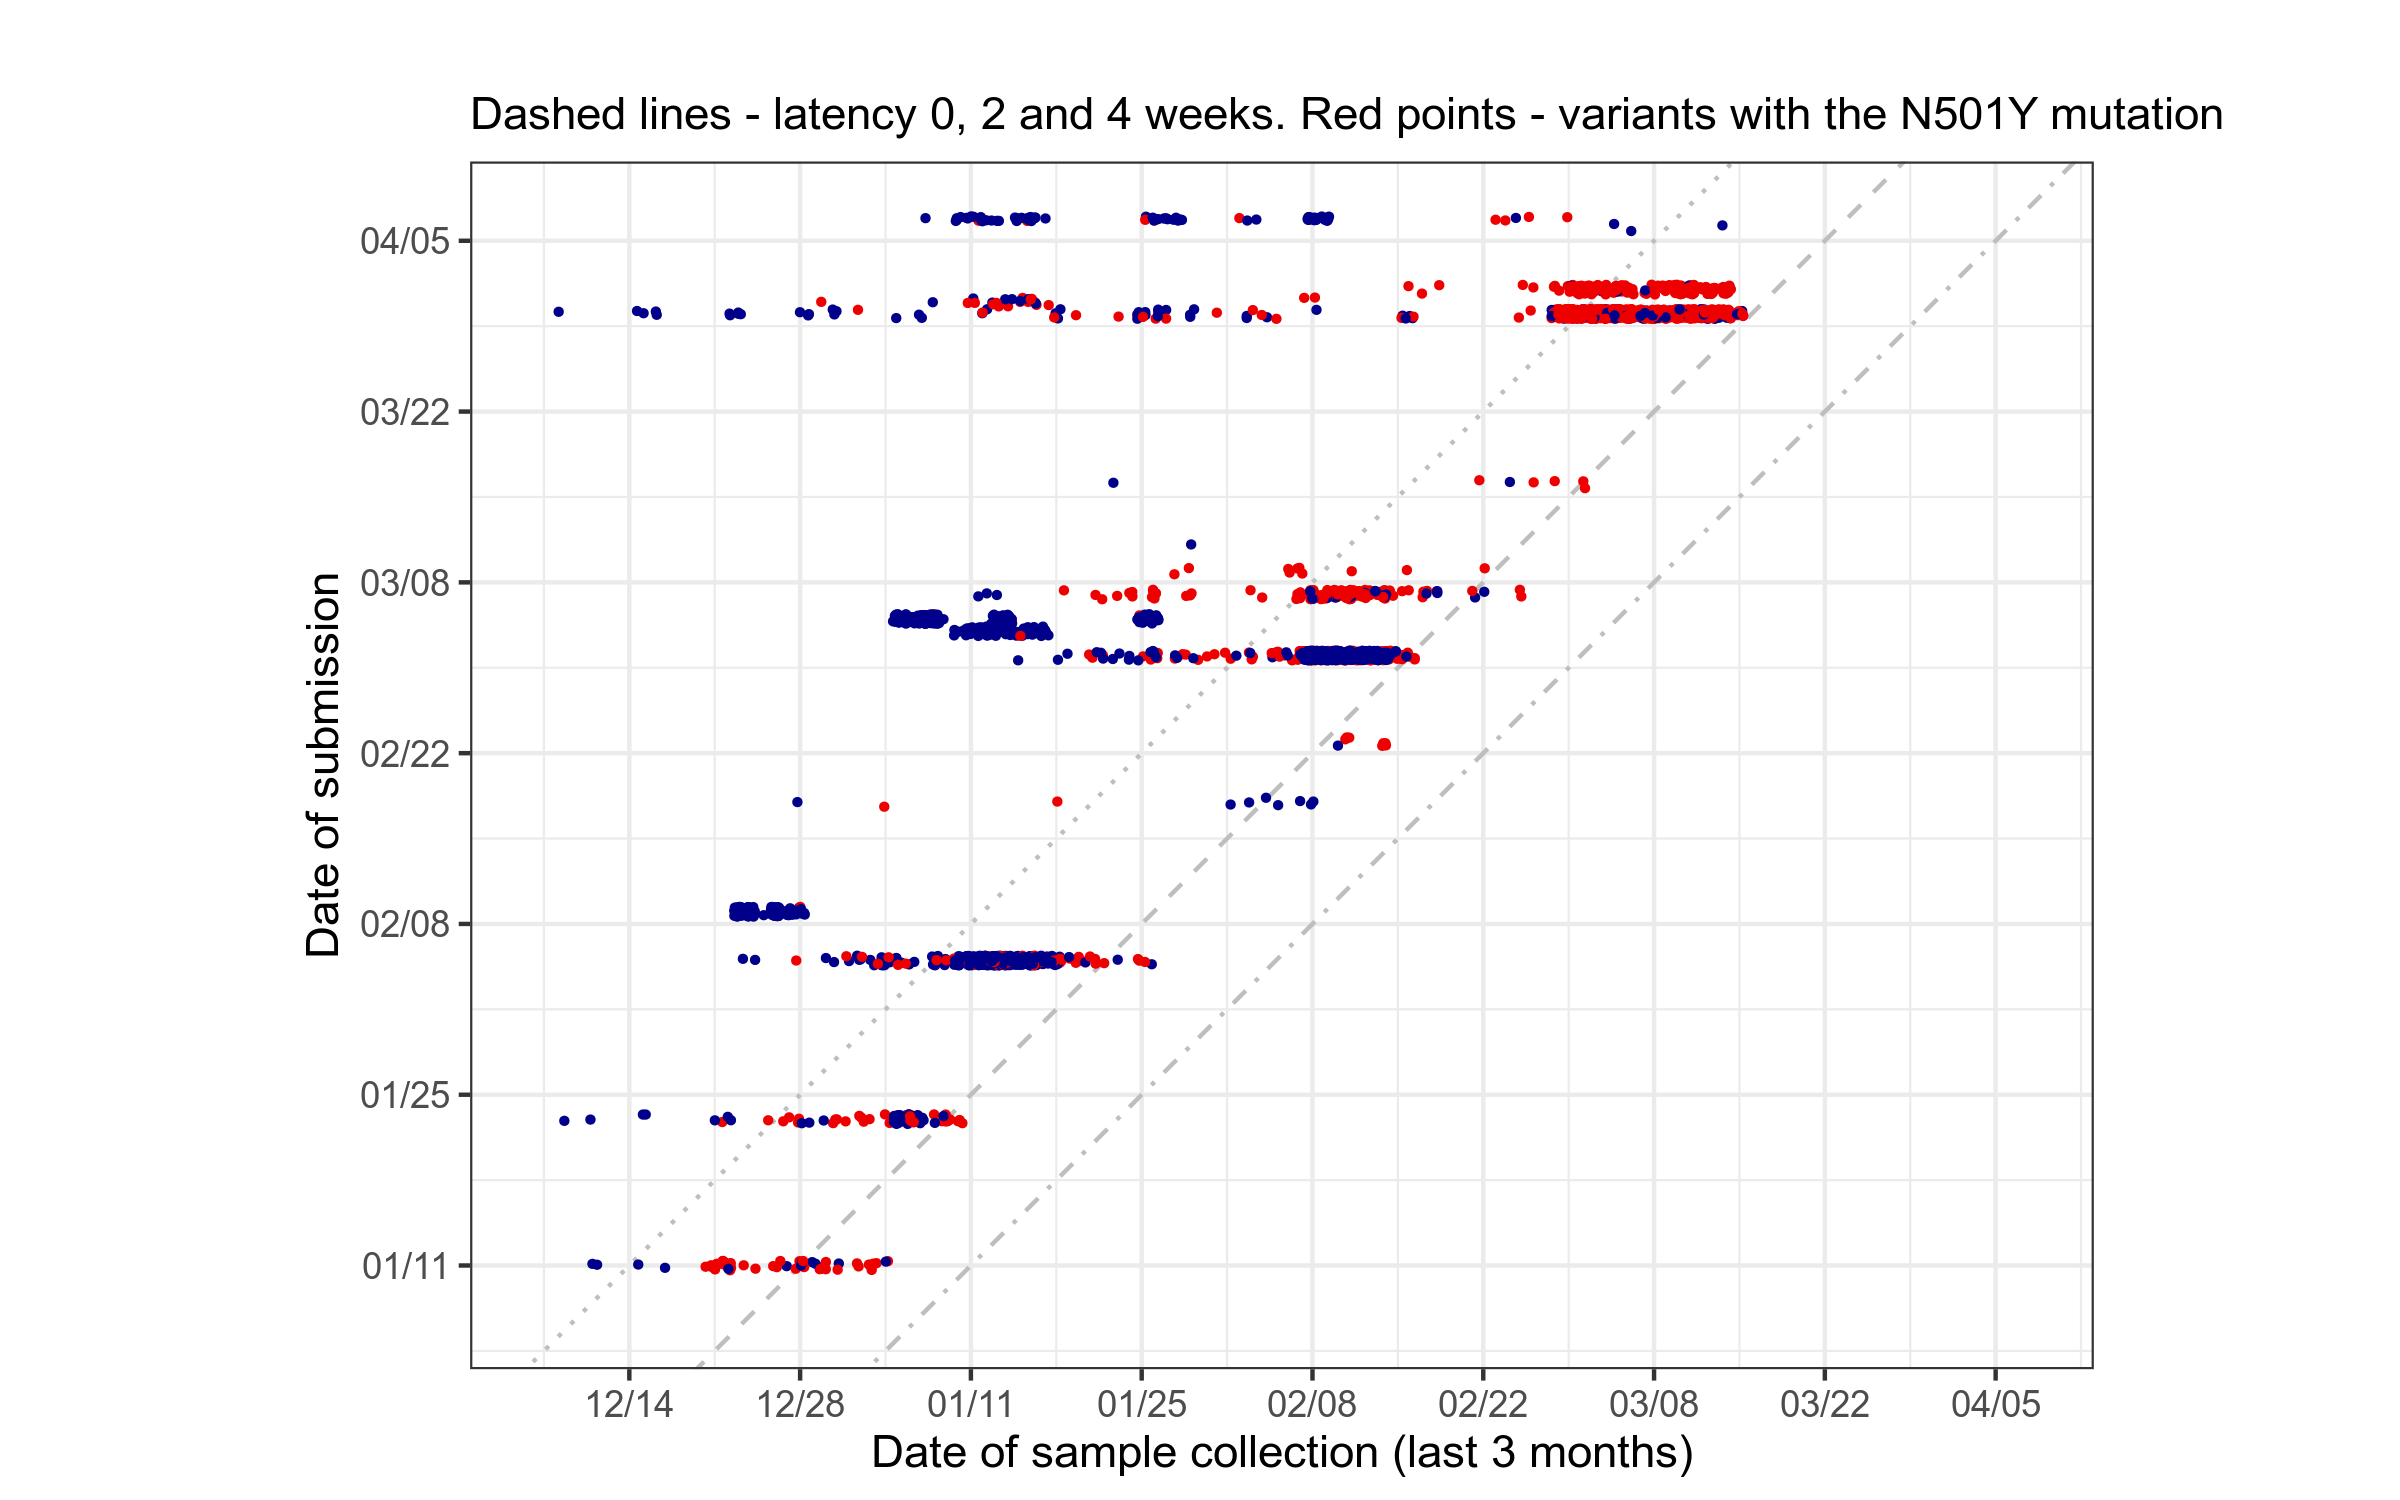 Dashed lines - latency 0, 2 and 4 weeks. Red points - variants with the N501Y mutation
Date of submission
04/05
03/22
03/08
02/22
02/08
01/25
01/11
12/14 12/28 01/11 01/25 02/08 02/22 03/08 03/22 04/05
Date of sample collection (last 3 months)